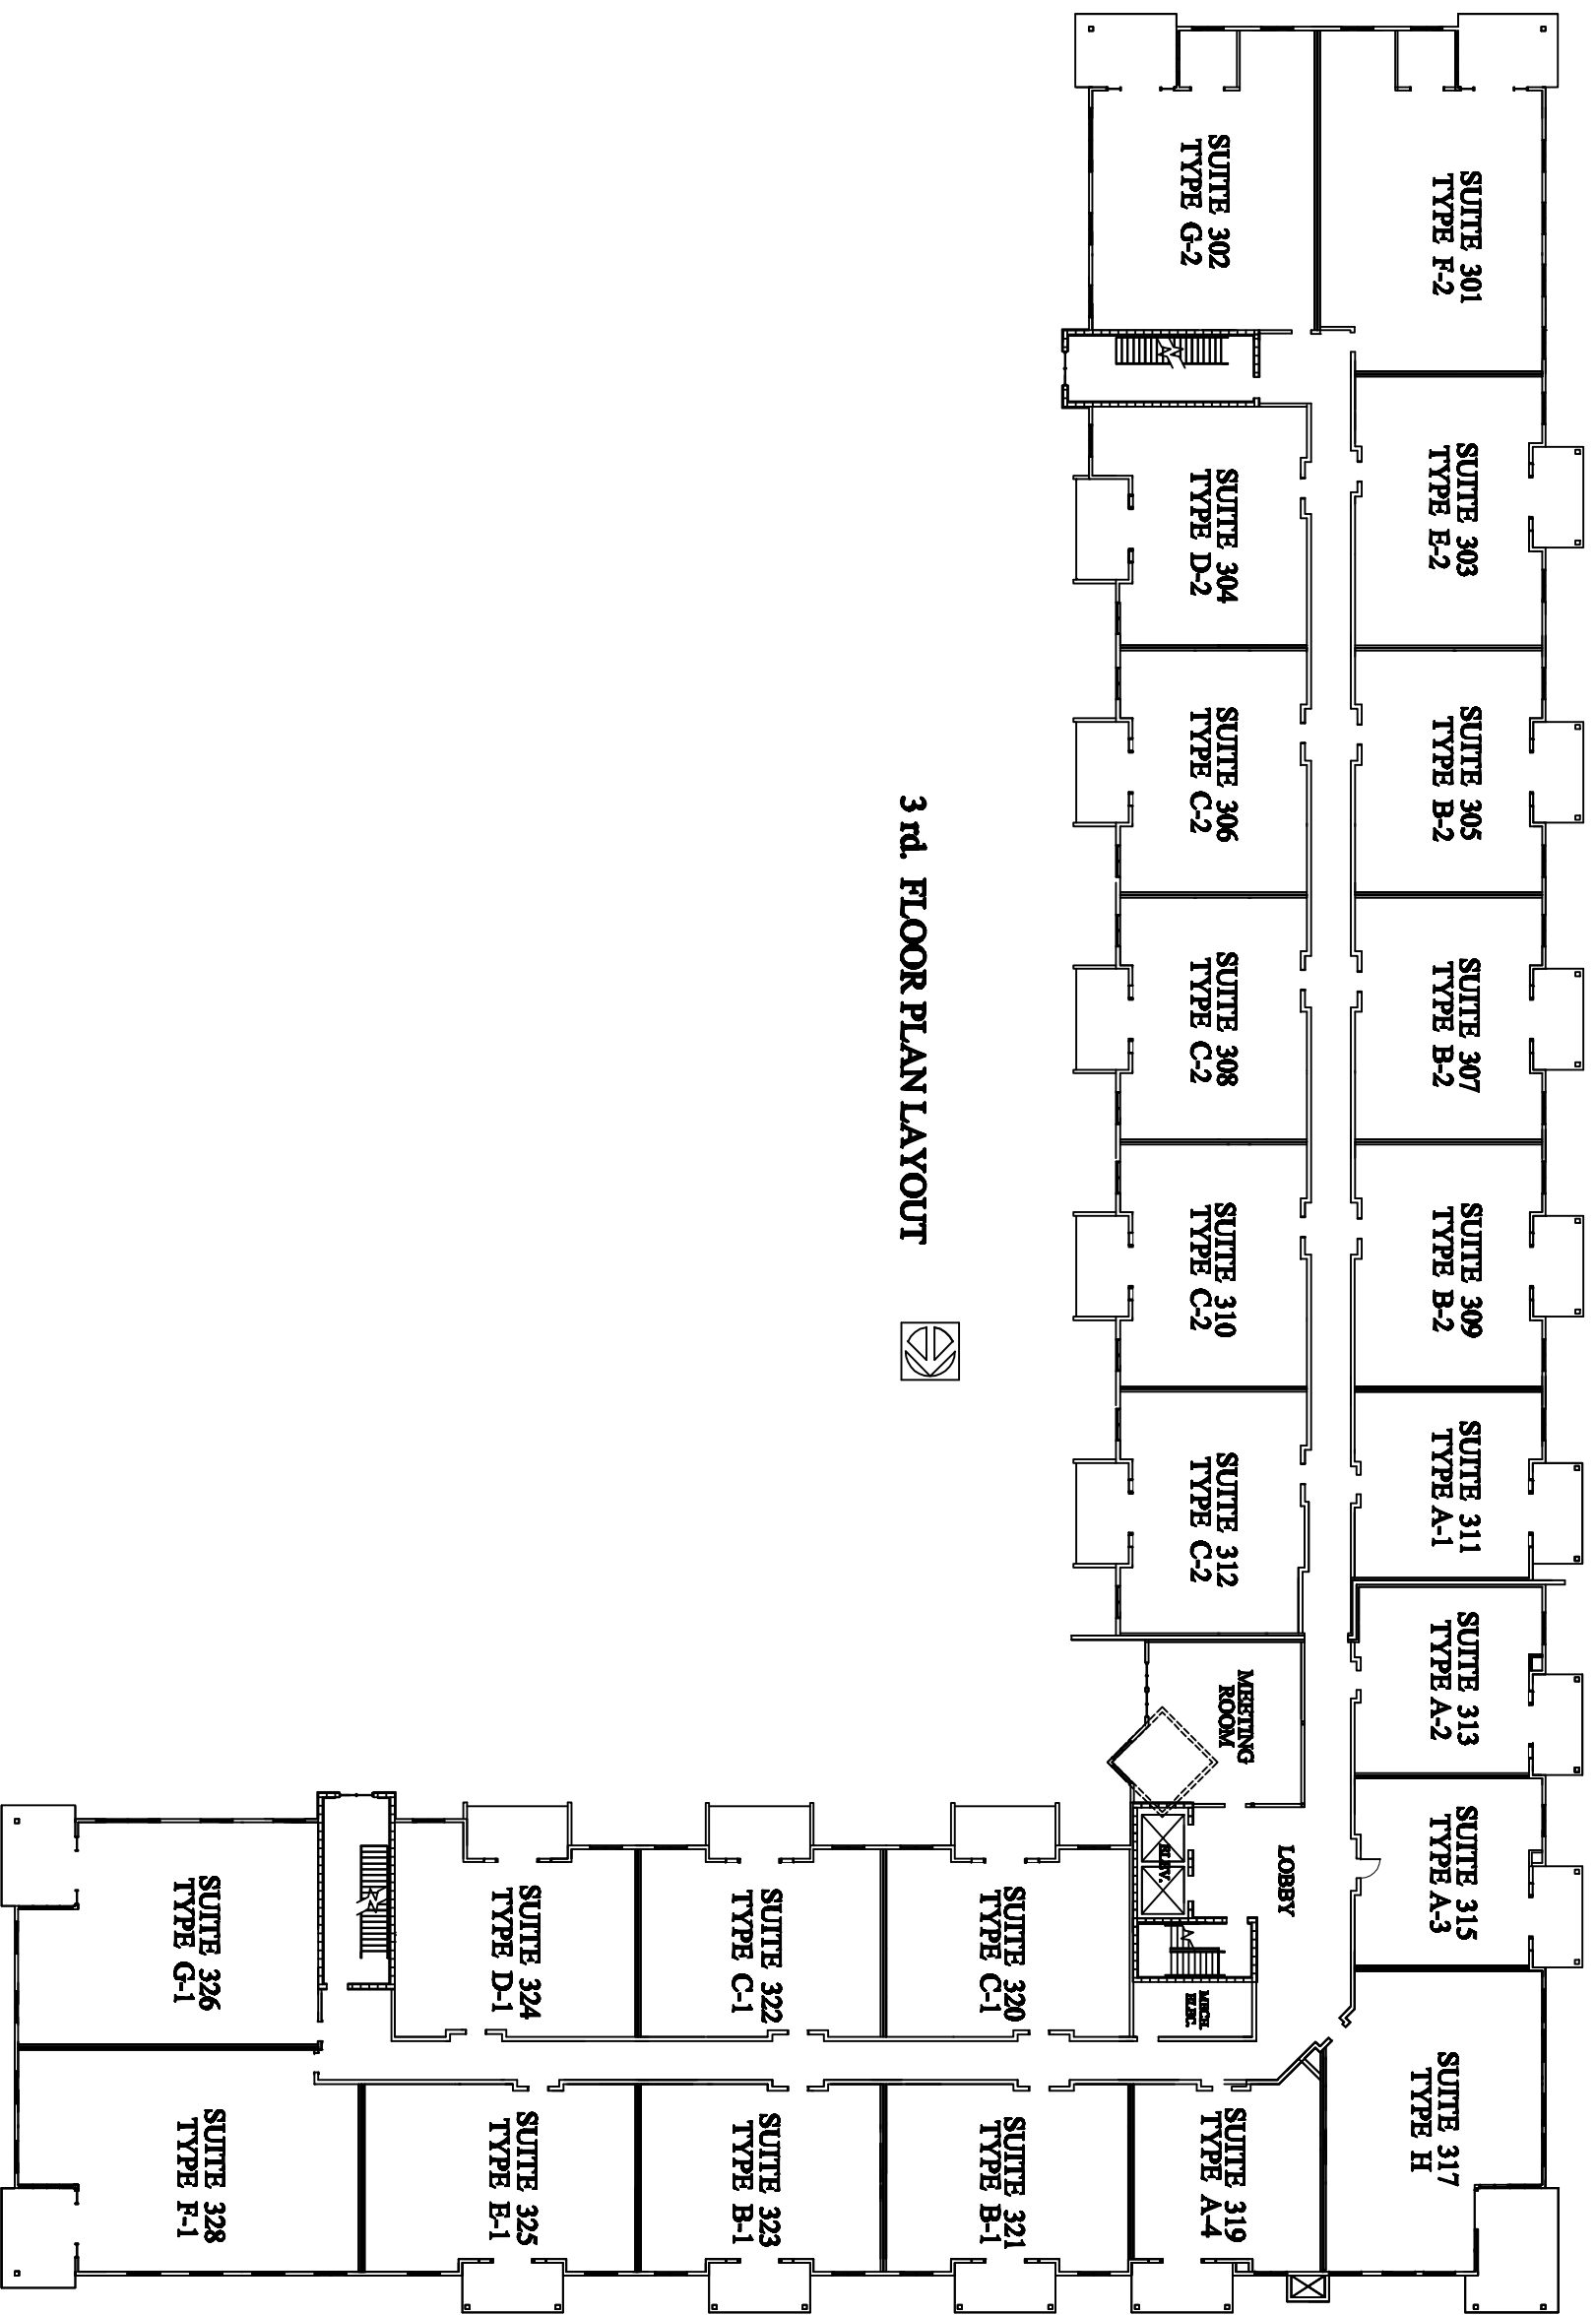 SUITE 301
TYPE F-2
SUITE 302
TYPE G-2
SUITE 303
TYPE E-2
SUITE 304
TYPE D-2
SUITE 305
TYPE B-2
SUITE 306
TYPE C-2
SUITE 307
TYPE B-2
SUITE 308
TYPE C-2
SUITE 309
TYPE B-2
SUITE 310
TYPE C-2
SUITE 311
TYPE A-1
SUITE 312
TYPE C-2
SUITE 313
TYPE A-2
MEETING
ROOM
SUITE 315
TYPE A-3
LOBBY
ELEV.
MECH.
ELEC.
SUITE 317
TYPE H
SUITE 319
TYPE A-4
SUITE 320
TYPE C-1
SUITE 321
TYPE B-1
SUITE 322
TYPE C-1
SUITE 323
TYPE B-1
SUITE 324
TYPE D-1
SUITE 325
TYPE E-1
SUITE 326
TYPE G-1
SUITE 328
TYPE F-1
3 rd. FLOOR PLAN LAYOUT